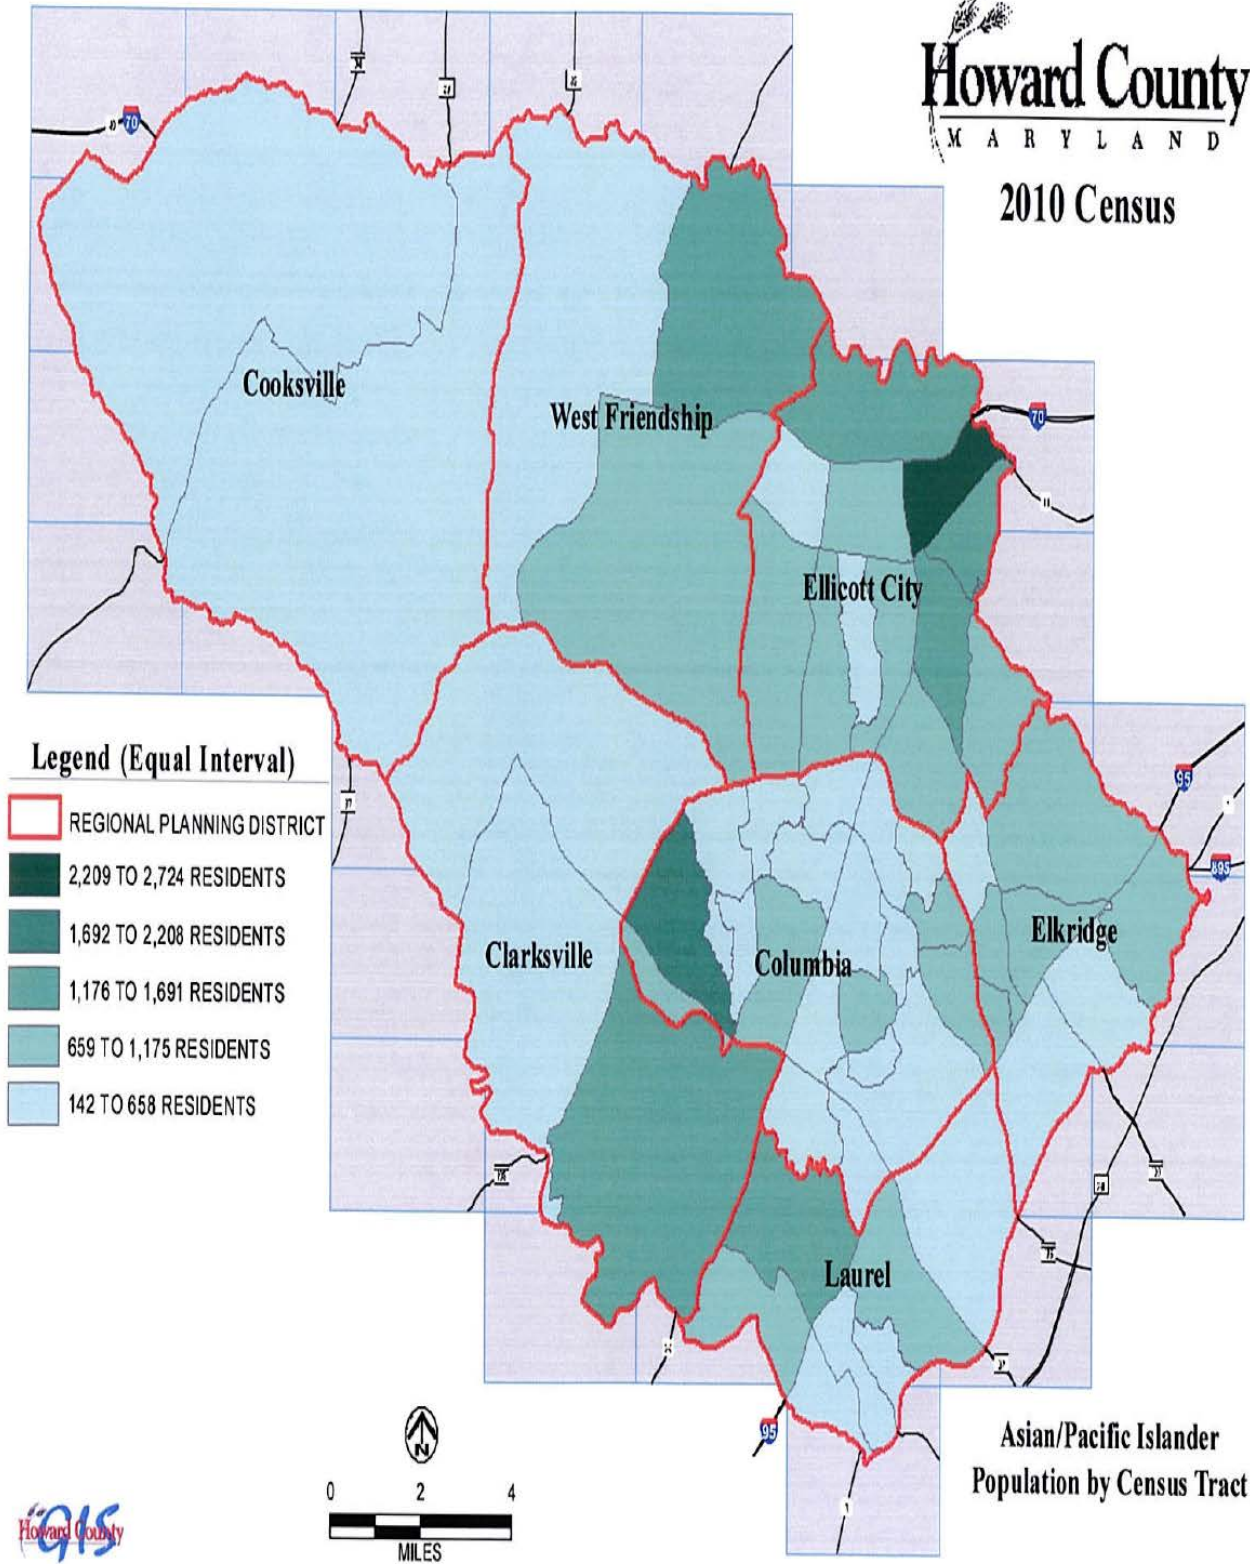 Howard County
MARYLAND
2010 Census
70
Cooksville
West Friendship
70
Ellicott City
Legend (Equal Interval)
REGIONAL PLANNING DISTRICT
2,209 TO 2,724 RESIDENTS
1,692 TO 2,208 RESIDENTS
1,176 TO 1,691 RESIDENTS
659 TO 1,175 RESIDENTS
142 TO 658 RESIDENTS
95
895
Clarksville
Columbia
Elkridge
Laurel
95
1
N
0 2 4
MILES
Asian/Pacific Islander
Population by Census Tract
Howard County
GIS